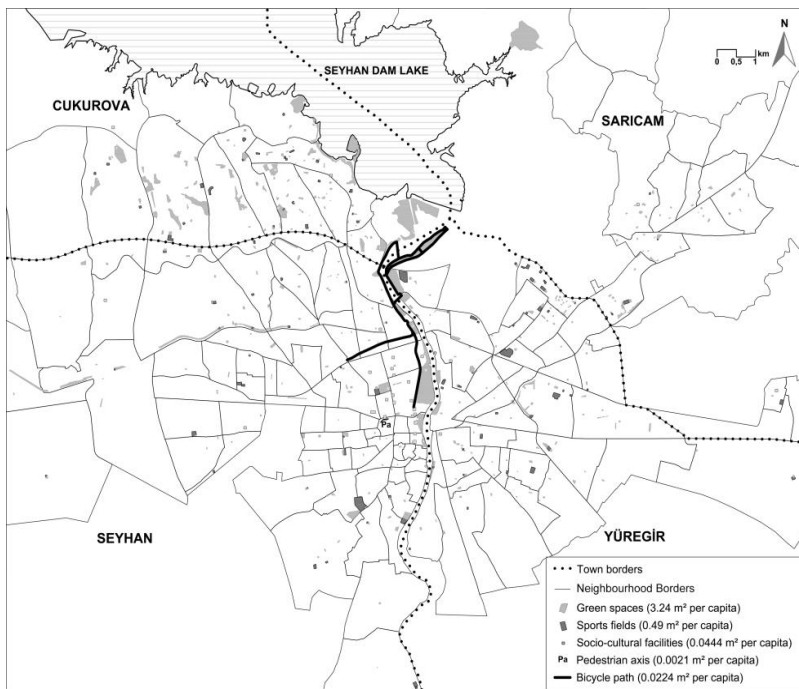 N
0 0,5 1 km
SEYHAN DAM LAKE
CUKUROVA
SARICAM
Pa
SEYHAN
YÜREGİR
Town borders
Neighbourhood Borders
Green spaces (3.24 m² per capita)
Sports fields (0.49 m² per capita)
Socio-cultural facilities (0.0444 m² per capita)
Pa Pedestrian axis (0.0021 m² per capita)
Bicycle path (0.0224 m² per capita)